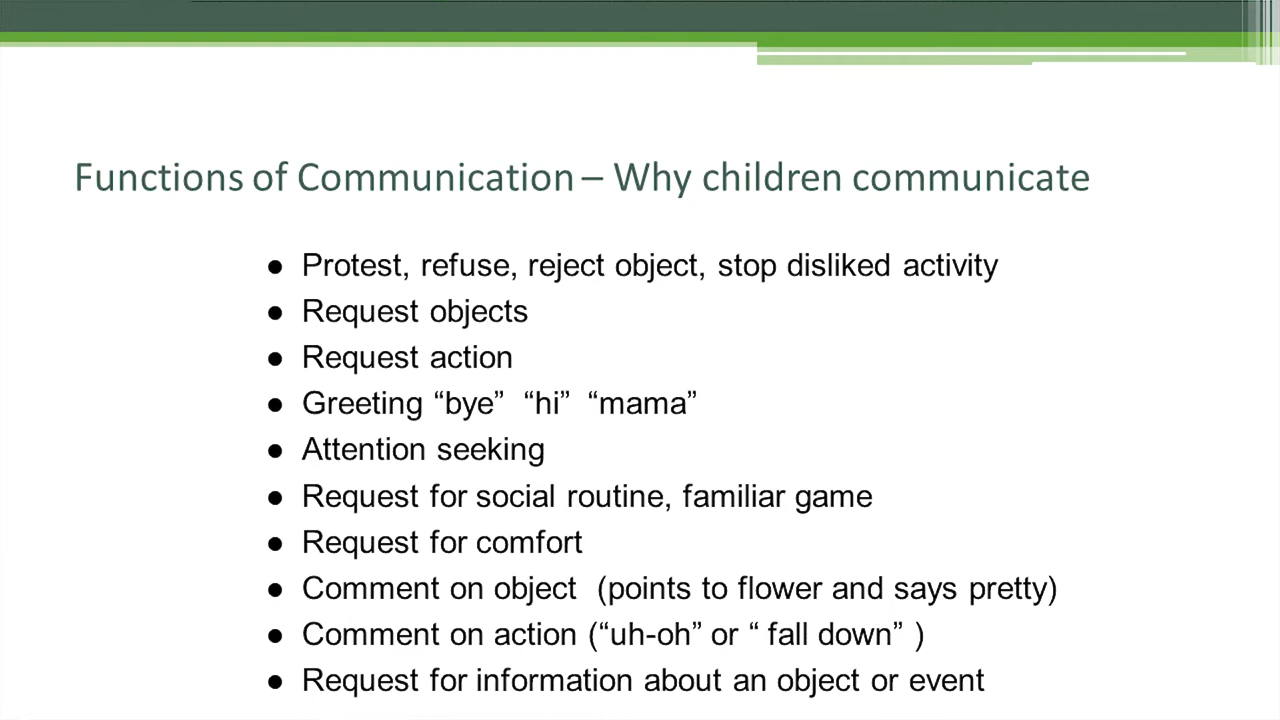 Functions of Communication – Why children communicate
● Protest, refuse, reject object, stop disliked activity
● Request objects
● Request action
● Greeting “bye”  “hi”  “mama”
● Attention seeking
● Request for social routine, familiar game
● Request for comfort
● Comment on object  (points to flower and says pretty)
● Comment on action (“uh-oh” or “ fall down” )
● Request for information about an object or event